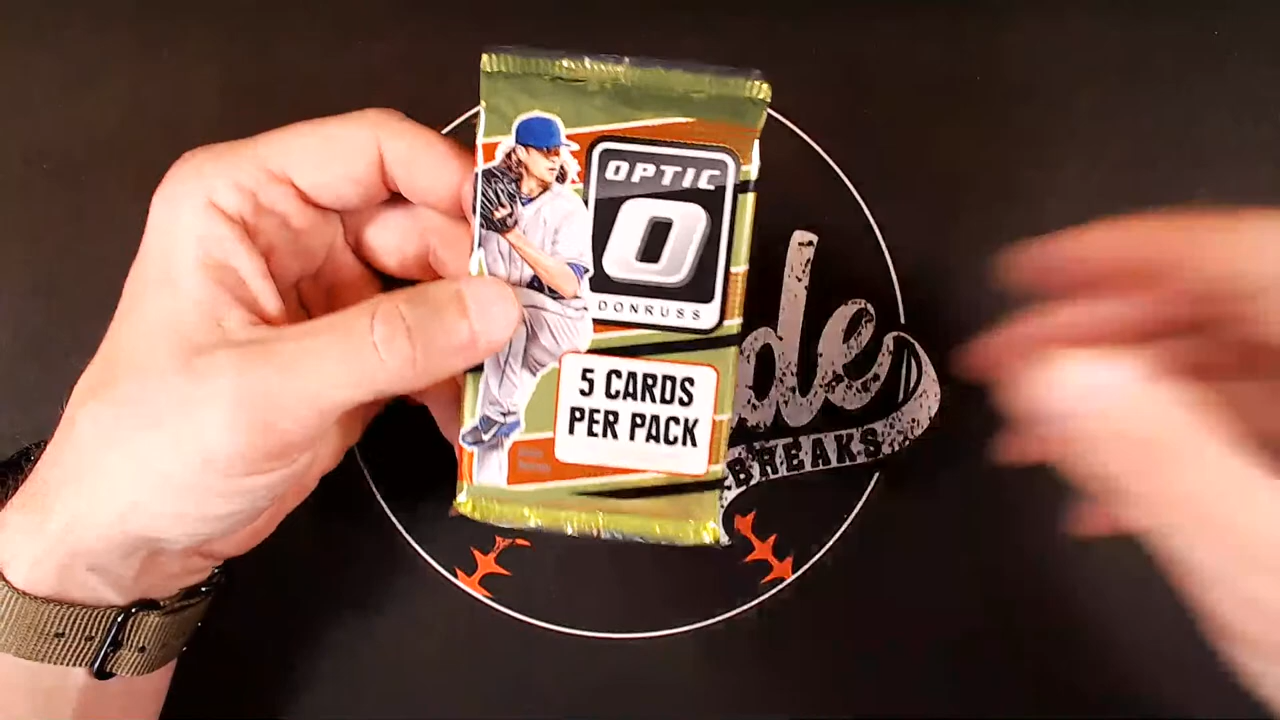 OPTIC
O
DONRUSS
5 CARDS
PER PACK
de
BREAKS